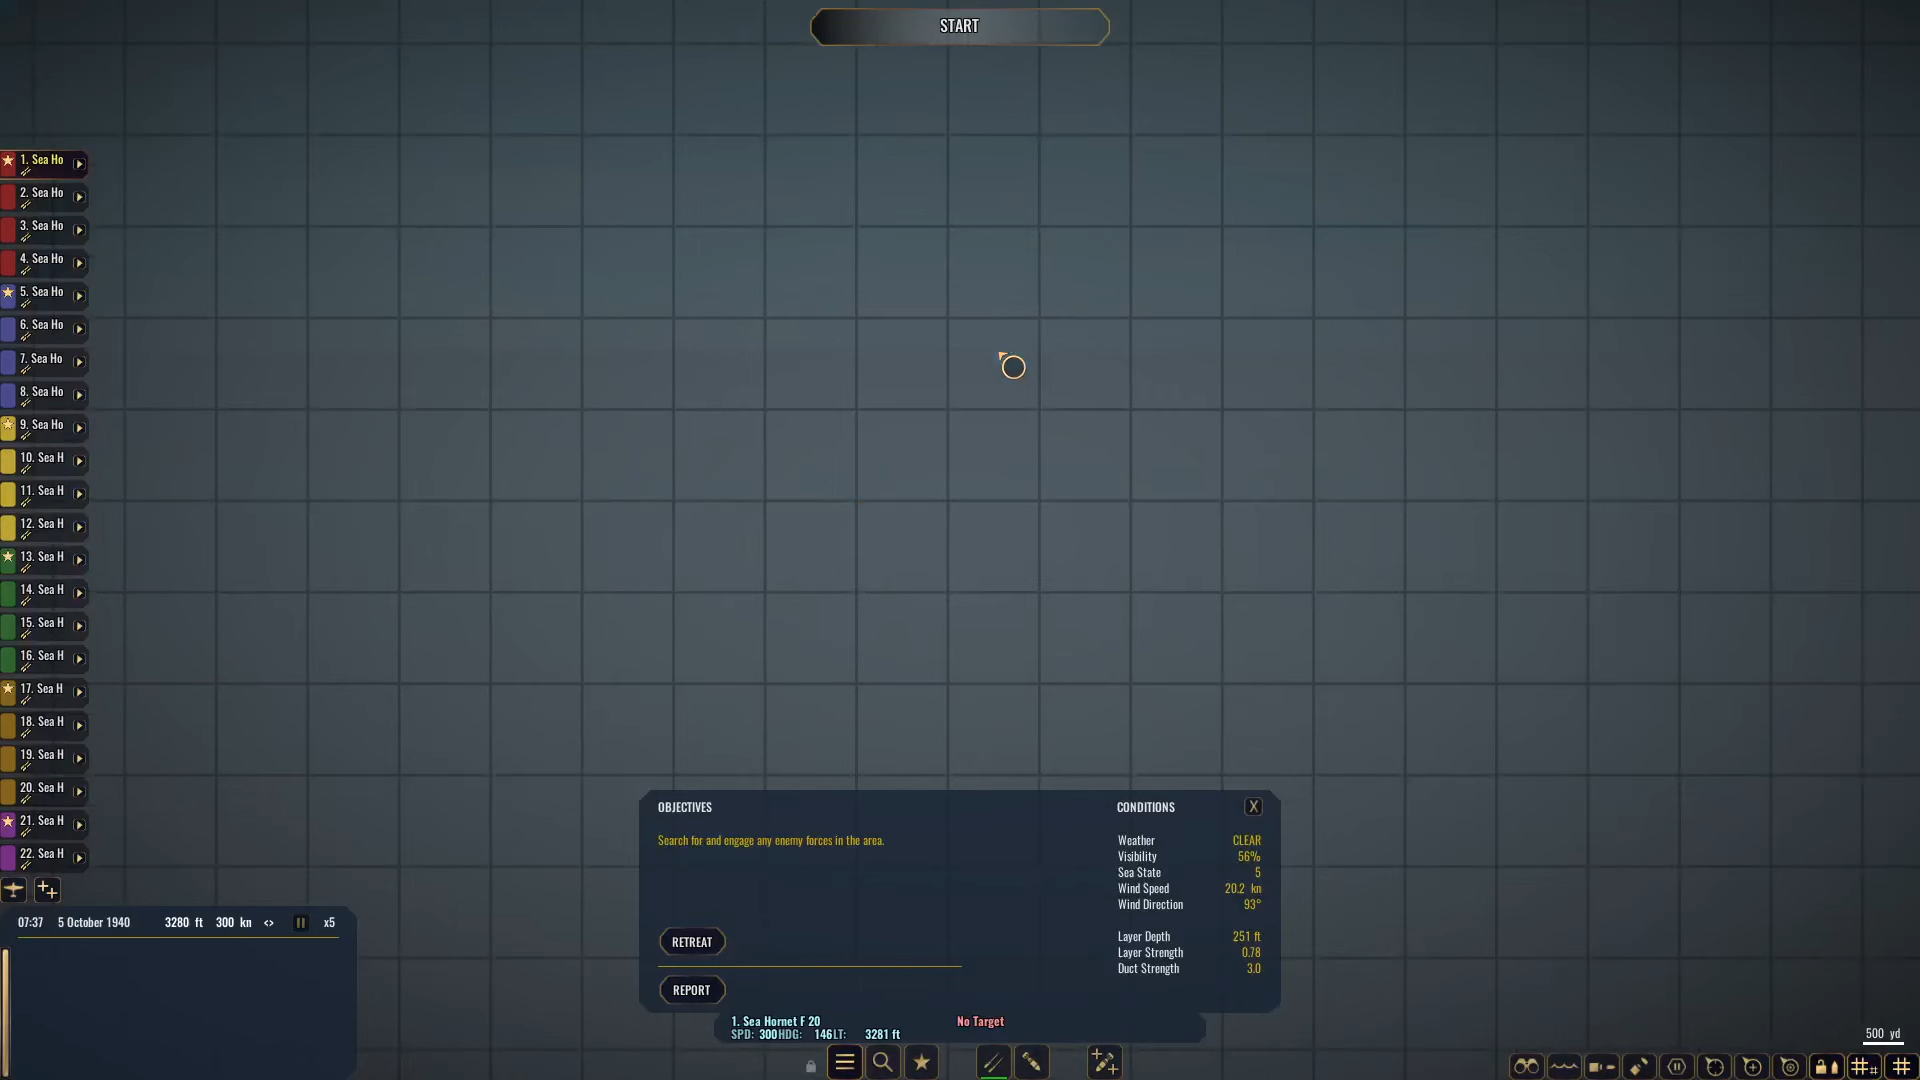 START
1. Sea Ho
2. Sea Ho
3. Sea Ho
4. Sea Ho
5. Sea Ho
6. Sea Ho
7. Sea Ho
8. Sea Ho
9. Sea Ho
10. Sea H
11. Sea H
12. Sea H
13. Sea H
14. Sea H
15. Sea H
16. Sea H
17. Sea H
18. Sea H
19. Sea H
20. Sea H
21. Sea H
22. Sea H
07:37 5 October 1940 3280 ft 300 kn <> x5
OBJECTIVES
Search for and engage any enemy forces in the area.
RETREAT
REPORT
CONDITIONS X
Weather CLEAR
Visibility 56%
Sea State 5
Wind Speed 20.2 kn
Wind Direction 93°
Layer Depth 251 ft
Layer Strength 0.78
Duct Strength 3.0
1. Sea Hornet F 20 No Target
SPD: 300HDG: 146LT: 3281 ft
500 yd